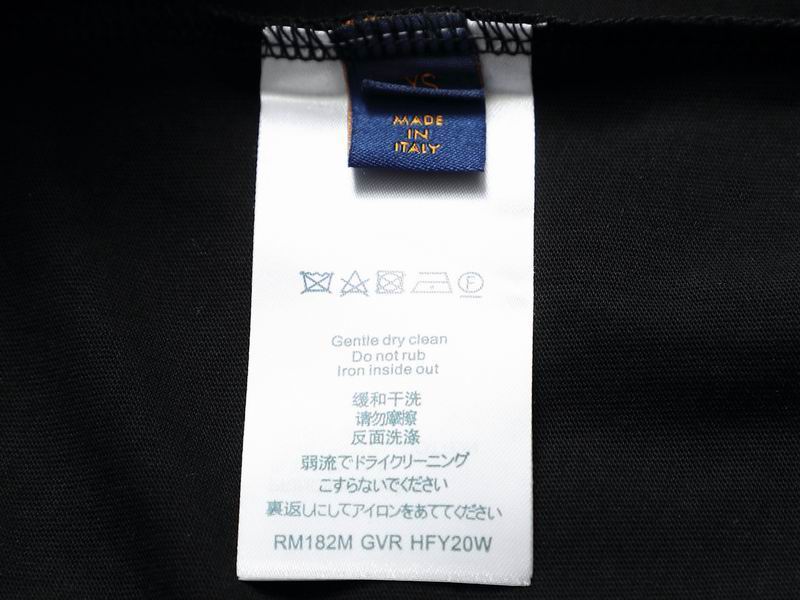 XS
MADE
IN
ITALY
F
Gentle dry clean
Do not rub
Iron inside out
缓和干洗
请勿摩擦
反面洗涤
弱流でドライクリーニング
こすらないでください
裏返しにしてアイロンをあててください
RM182M GVR HFY20W